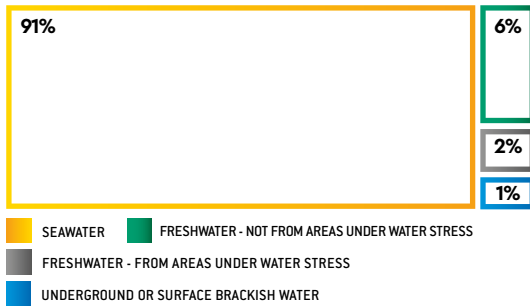 91%
6%
2%
1%
SEAWATER
FRESHWATER - NOT FROM AREAS UNDER WATER STRESS
FRESHWATER - FROM AREAS UNDER WATER STRESS
UNDERGROUND OR SURFACE BRACKISH WATER